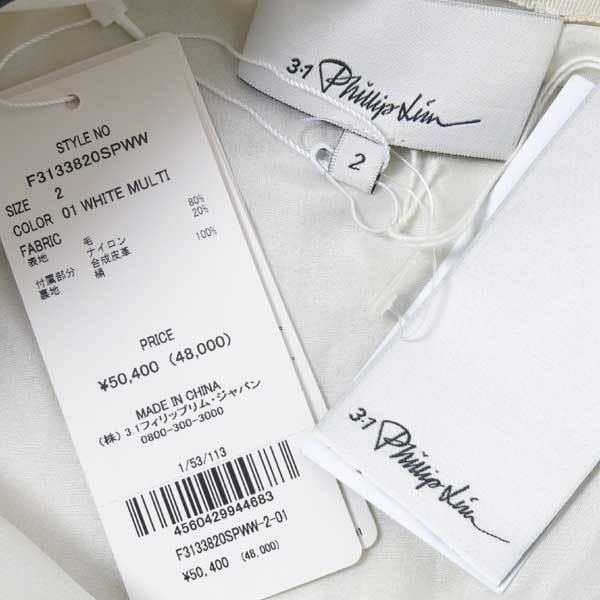 STYLE NO
F3133820SPWW
SIZE 2
COLOR 01 WHITE MULTI
FABRIC
表地 毛 80%
ナイロン 20%
付属部分 合成皮革
裏地 絹 100%
PRICE
¥50,400 (48,000)
MADE IN CHINA
(株) 3.1フィリップリム・ジャパン
0800-300-3000
1/53/113
4560429944683
F3133820SPWW-2-01
¥50,400 (48,000)
3·1 Phillip Lim
2
3·1 Phillip Lim